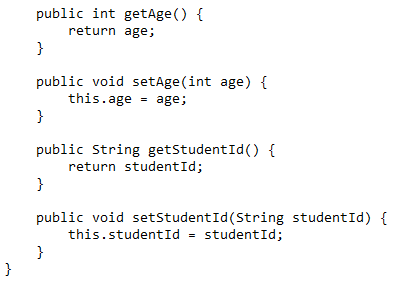 public int getAge() {
return age;
}
public void setAge(int age) {
this.age = age;
}
public String getStudentId() {
return studentId;
}
public void setStudentId(String studentId) {
this.studentId = studentId;
}
}